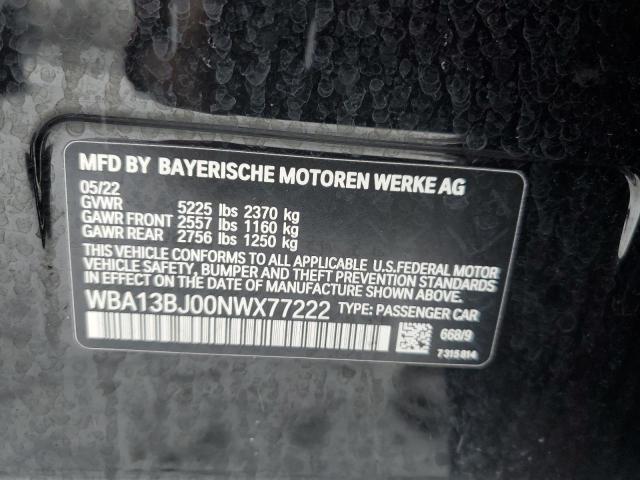 MFD BY BAYERISCHE MOTOREN WERKE AG
05/22
GVWR 5225 lbs 2370 kg
GAWR FRONT 2557 lbs 1160 kg
GAWR REAR 2756 lbs 1250 kg
THIS VEHICLE CONFORMS TO ALL APPLICABLE U.S.FEDERAL MOTOR
VEHICLE SAFETY, BUMPER, AND THEFT PREVENTION STANDARDS
IN EFFECT ON THE DATE OF MANUFACTURE SHOWN ABOVE.
WBA13BJ00NWX77222 TYPE: PASSENGER CAR
668/9
7 315 814